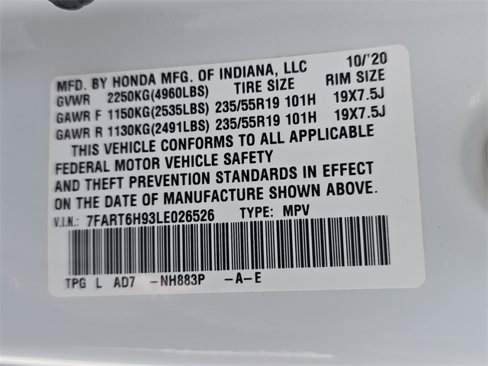 MFD. BY HONDA MFG. OF INDIANA, LLC 10/'20
GVWR 2250KG(4960LBS) TIRE SIZE RIM SIZE
GAWR F 1150KG(2535LBS) 235/55R19 101H 19X7.5J
GAWR R 1130KG(2491LBS) 235/55R19 101H 19X7.5J
THIS VEHICLE CONFORMS TO ALL APPLICABLE
FEDERAL MOTOR VEHICLE SAFETY
AND THEFT PREVENTION STANDARDS IN EFFECT
ON THE DATE OF MANUFACTURE SHOWN ABOVE.
V.I.N.: 7FART6H93LE026526 TYPE: MPV
TPG L AD7 -NH883P -A-E